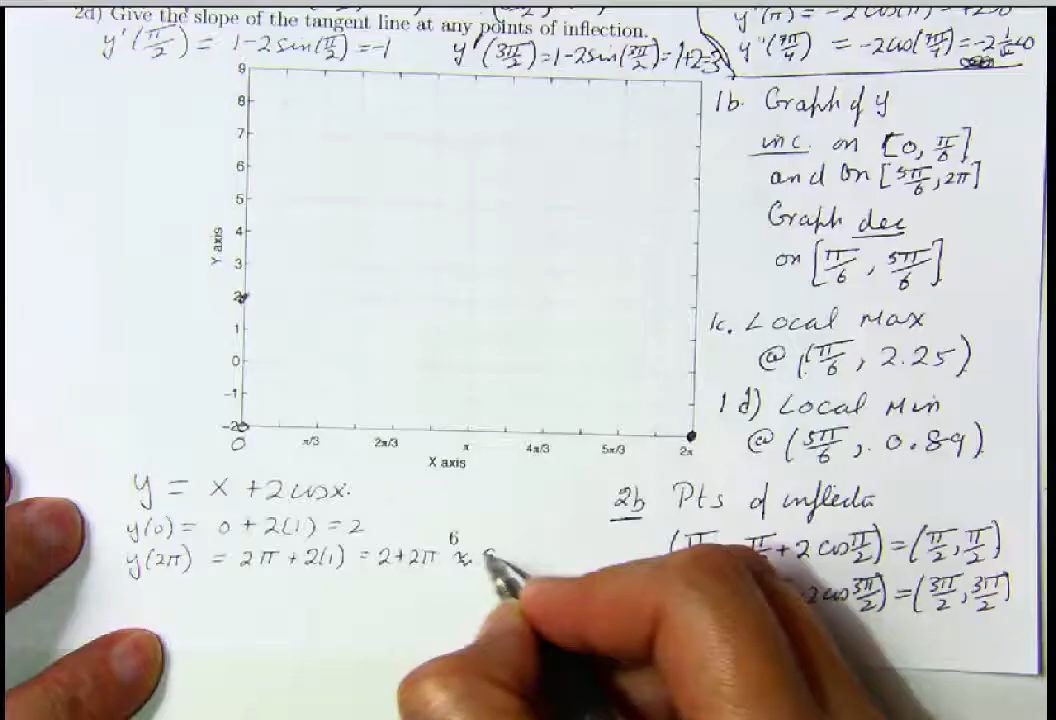 2d) Give the slope of the tangent line at any points of inflection.
y'(π/2) = 1-2sin(π/2) = -1
y'(3π/2) = 1-2sin(3π/2) = 1+2=3
= -2cos(
9
8
7
6
5
4
3
2
1
0
-1
-2
Y axis
0
π/3
2π/3
π
4π/3
5π/3
2π
X axis
y = x + 2cosx.
y(0) = 0 + 2(1) = 2
6
y(2π) = 2π + 2(1) = 2+2π ≈
1b. Graph of y
inc. on [0, π/6]
and on [5π/6, 2π]
Graph dec
on [π/6, 5π/6]
1c. Local Max
@ (π/6, 2.25)
1d) Local Min
@ (5π/6, 0.89)
2b Pts of inflectn
π/2 + 2cos π/2) = (π/2, π/2)
2cos 3π/2) = (3π/2, 3π/2)